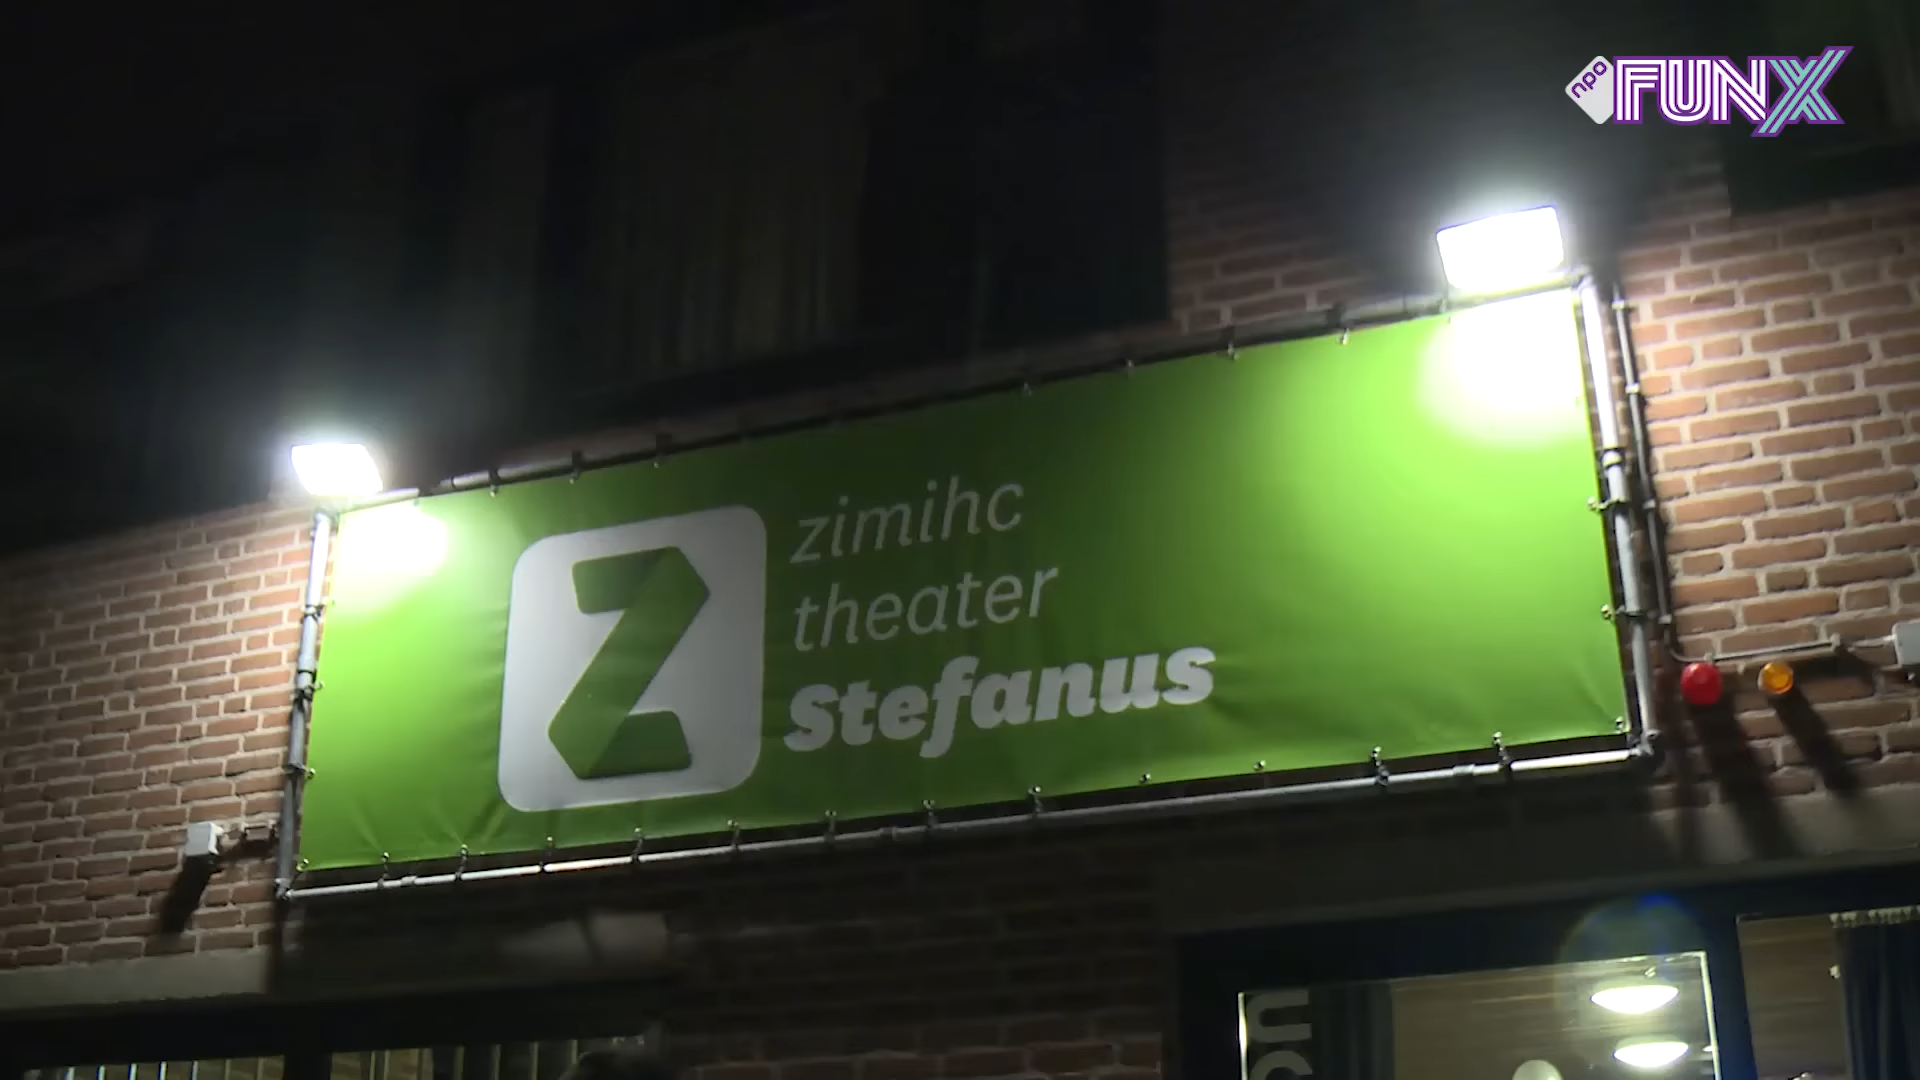 npo FUNX
zimihc
theater
Stefanus